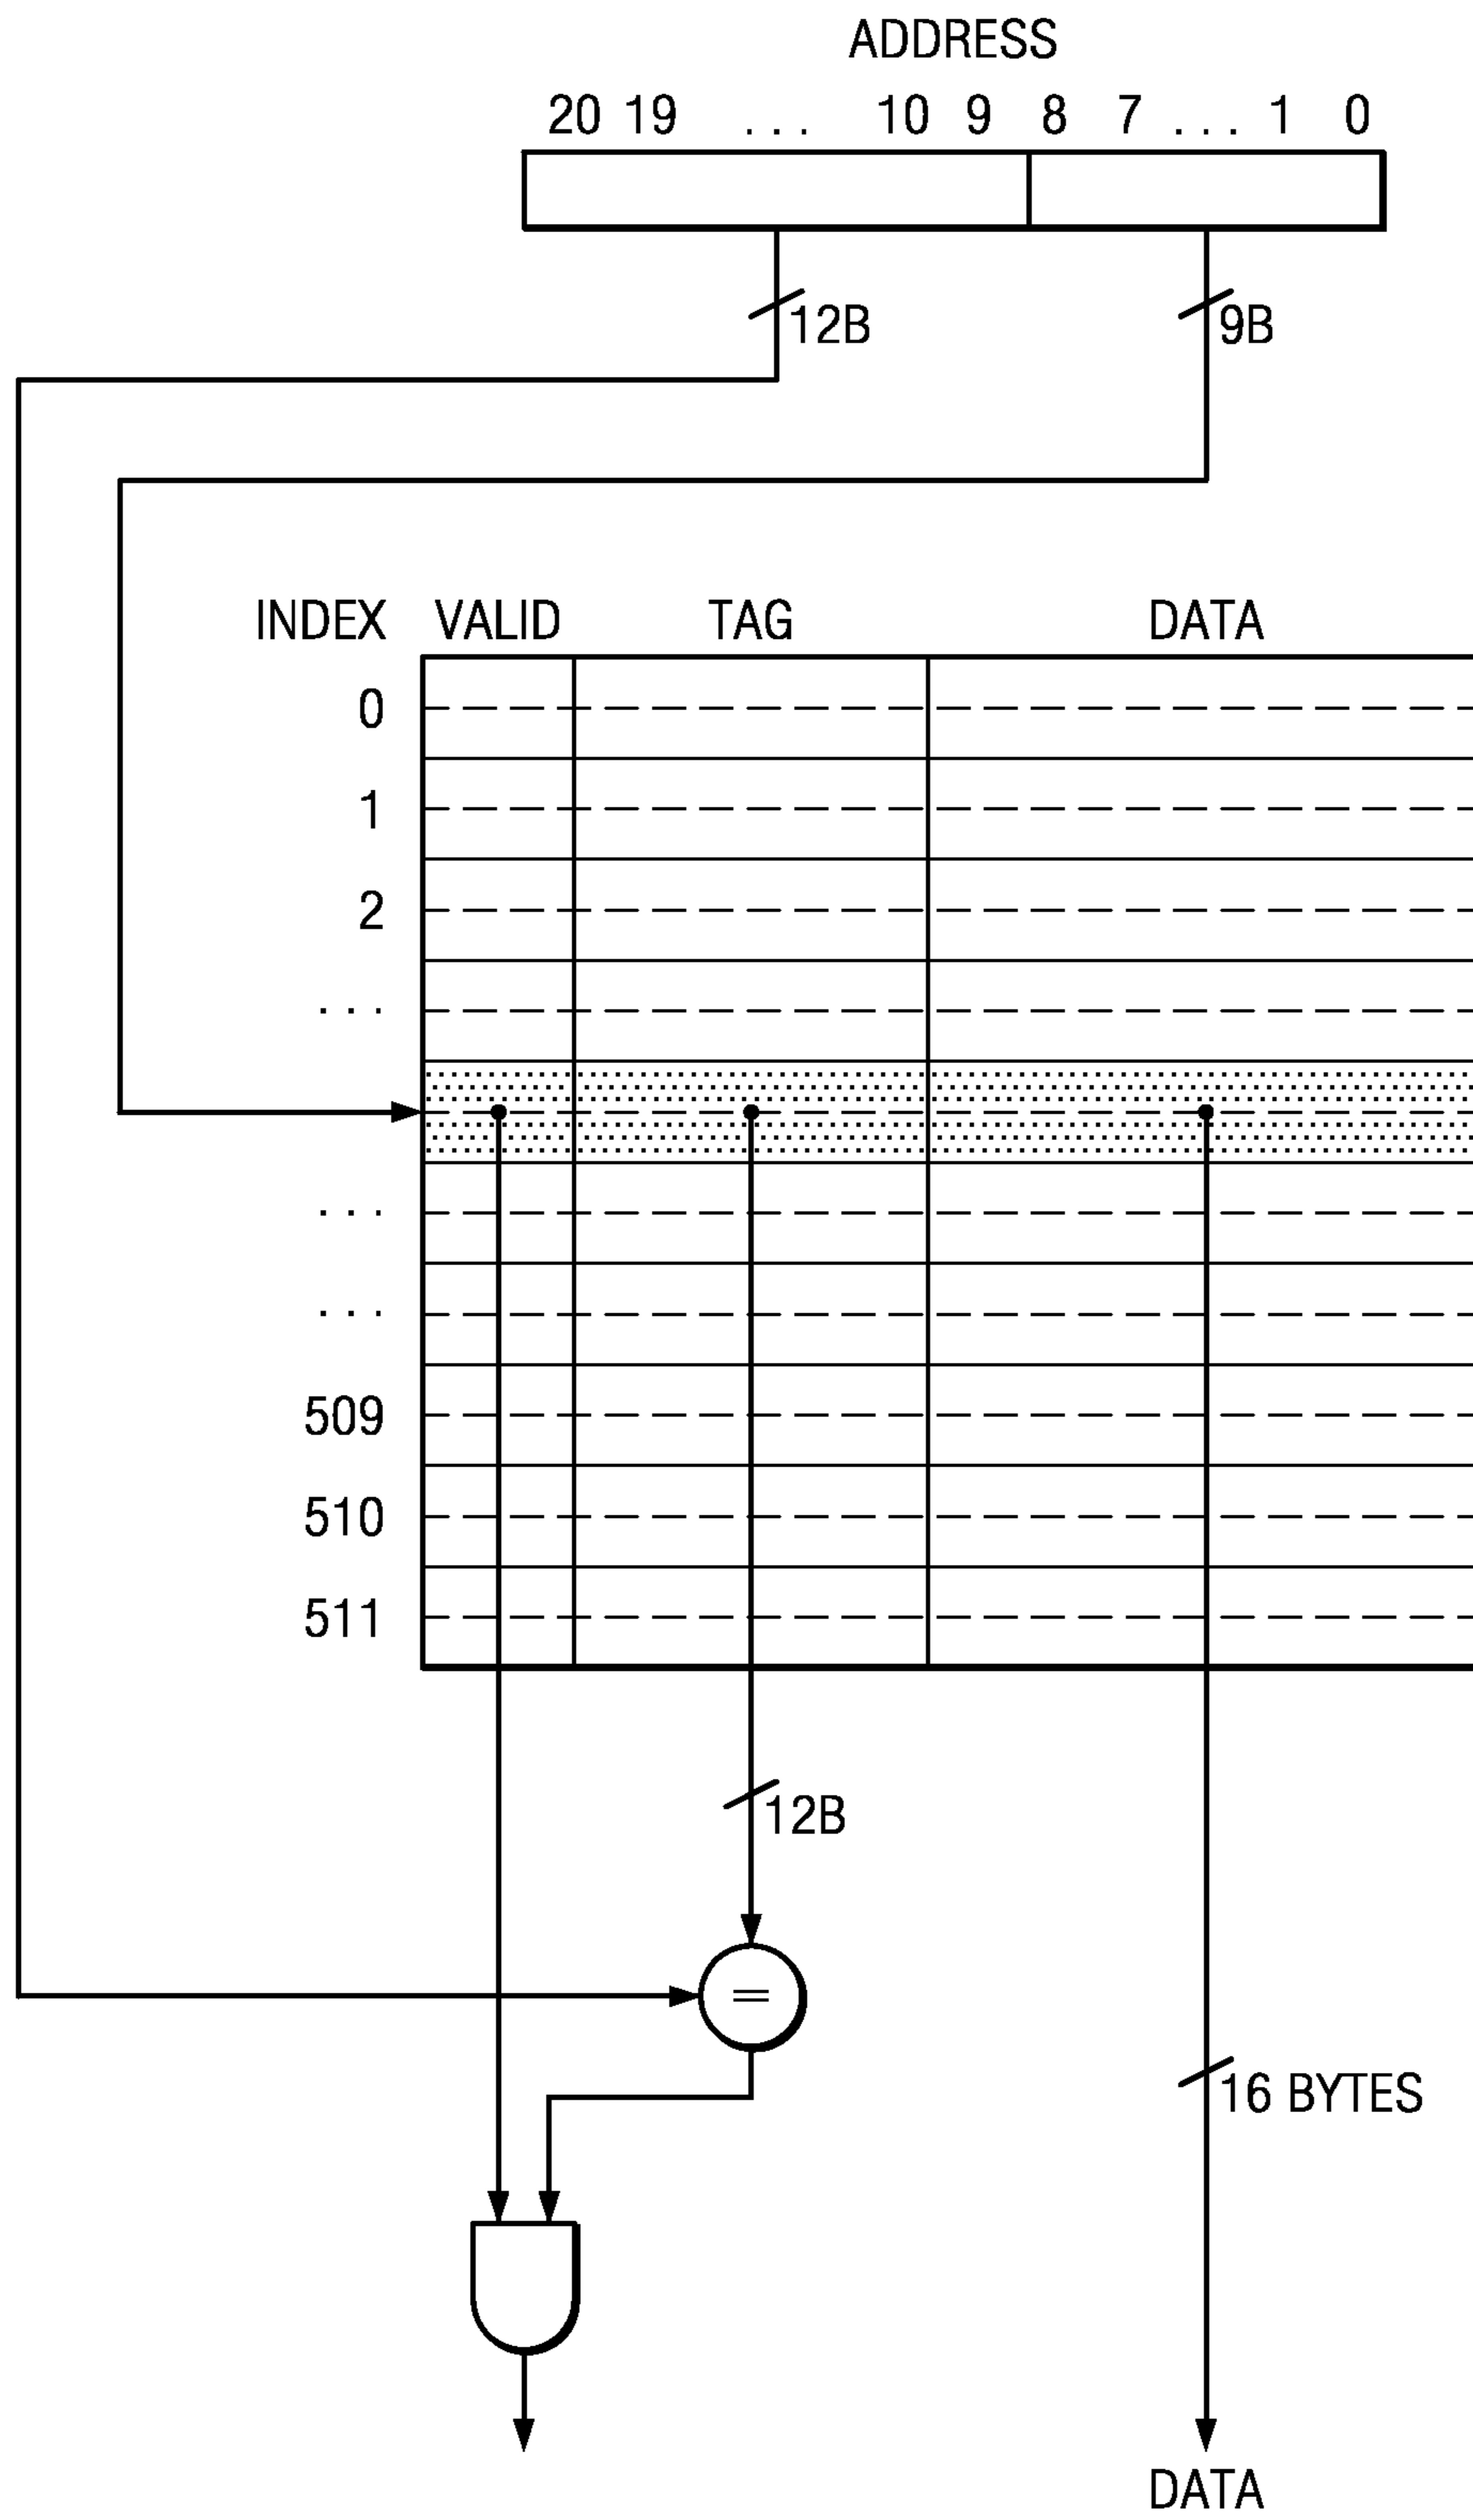 ADDRESS
20 19 ... 10 9 8 7 ... 1 0
12B 9B
INDEX VALID TAG DATA
0
1
2
...
...
...
509
510
511
12B
=
16 BYTES
DATA